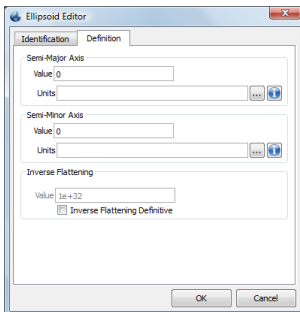 Ellipsoid Editor
Identification Definition
Semi-Major Axis
Value 0
Units
...
Semi-Minor Axis
Value 0
Units
...
Inverse Flattening
Value 1e+32
Inverse Flattening Definitive
OK Cancel